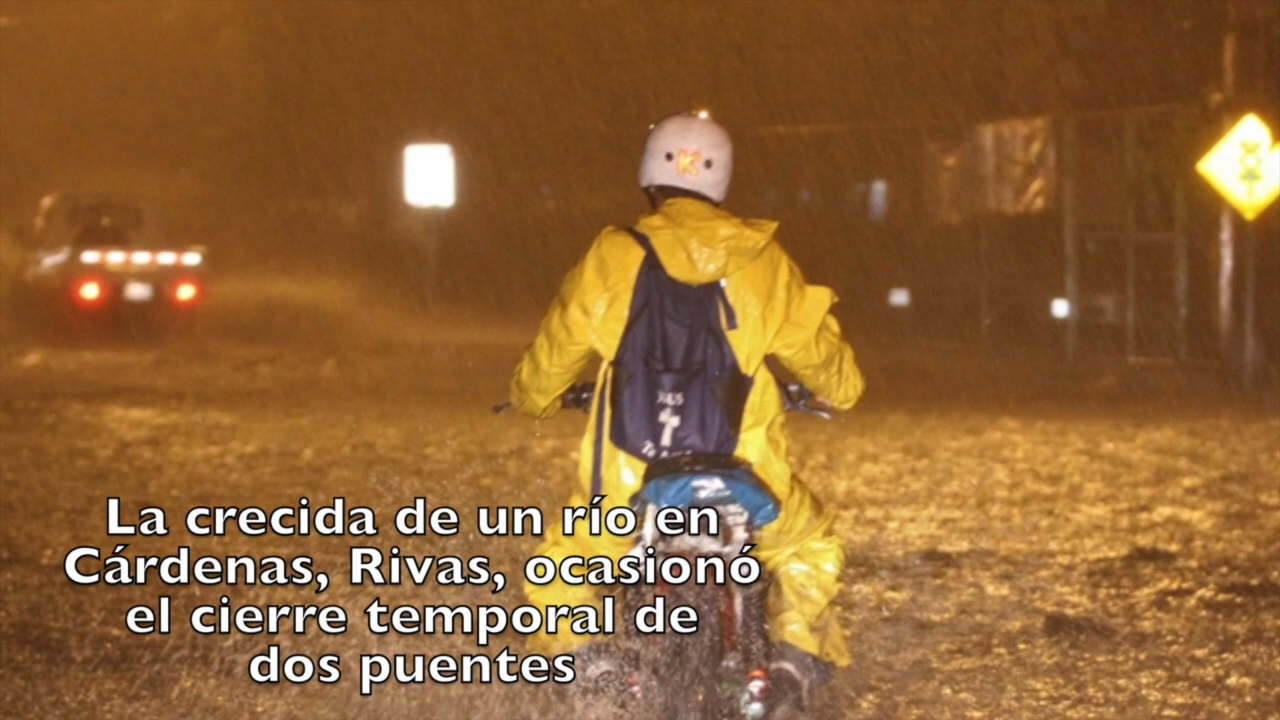 K
La crecida de un río en
Cárdenas, Rivas, ocasionó
el cierre temporal de
dos puentes